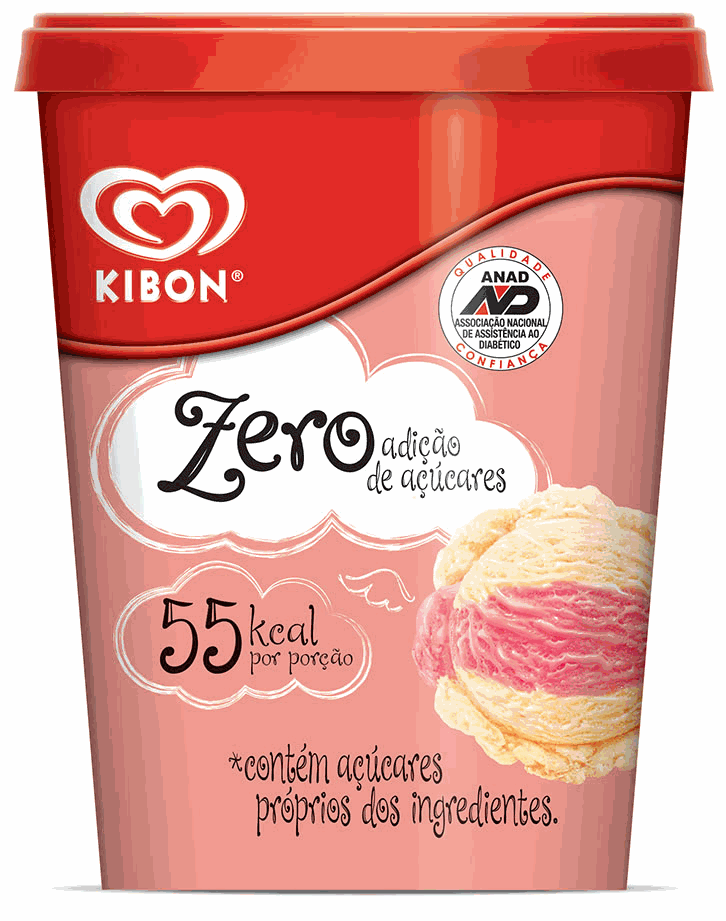 KIBON®
QUALIDADE
ANAD
AND
ASSOCIAÇÃO NACIONAL
DE ASSISTÊNCIA AO
DIABÉTICO
CONFIANÇA
Zero adição
de açúcares
55 kcal
por porção
*contém açúcares
próprios dos ingredientes.